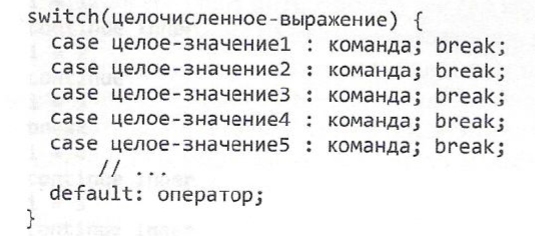 switch(целочисленное-выражение) {
case целое-значение1 : команда; break;
case целое-значение2 : команда; break;
case целое-значение3 : команда; break;
case целое-значение4 : команда; break;
case целое-значение5 : команда; break;
// ...
default: оператор;
}